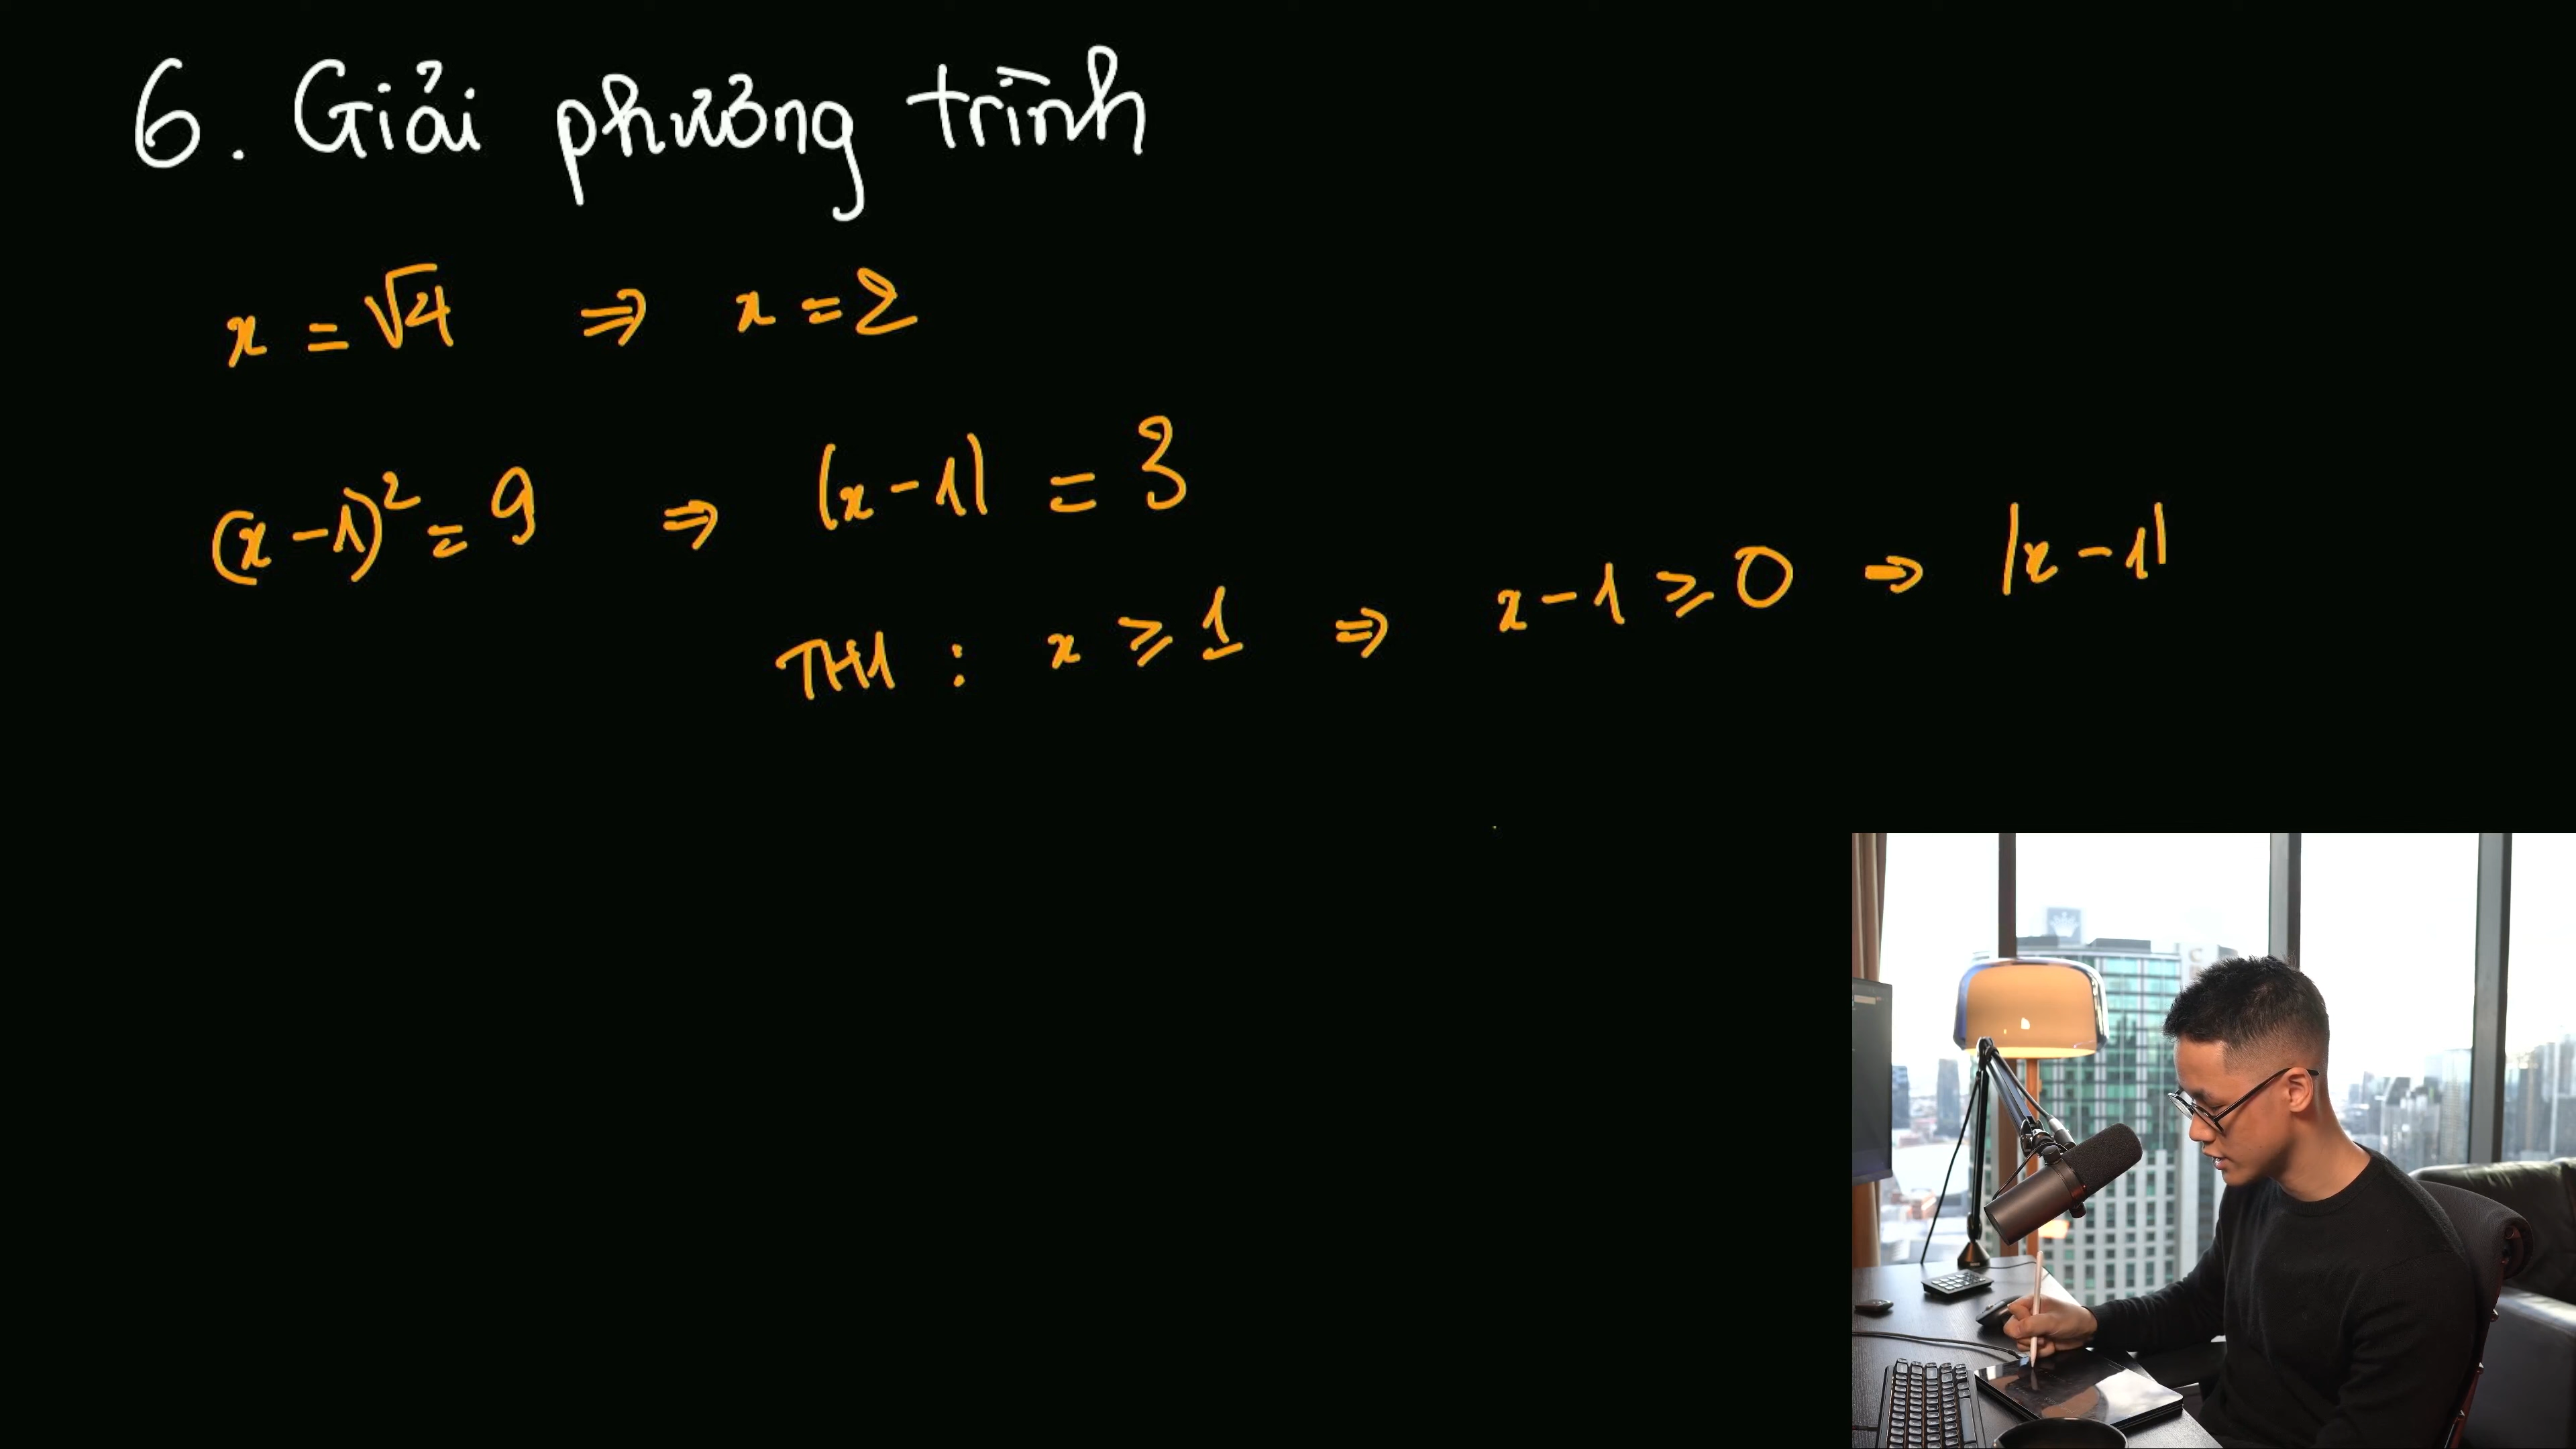 6. Giải phương trình
x = √4 ⇒ x = 2
(x - 1)² = 9 ⇒ |x - 1| = 3
TH1 : x ≥ 1 ⇒ x - 1 ≥ 0 ⇒ |x - 1|